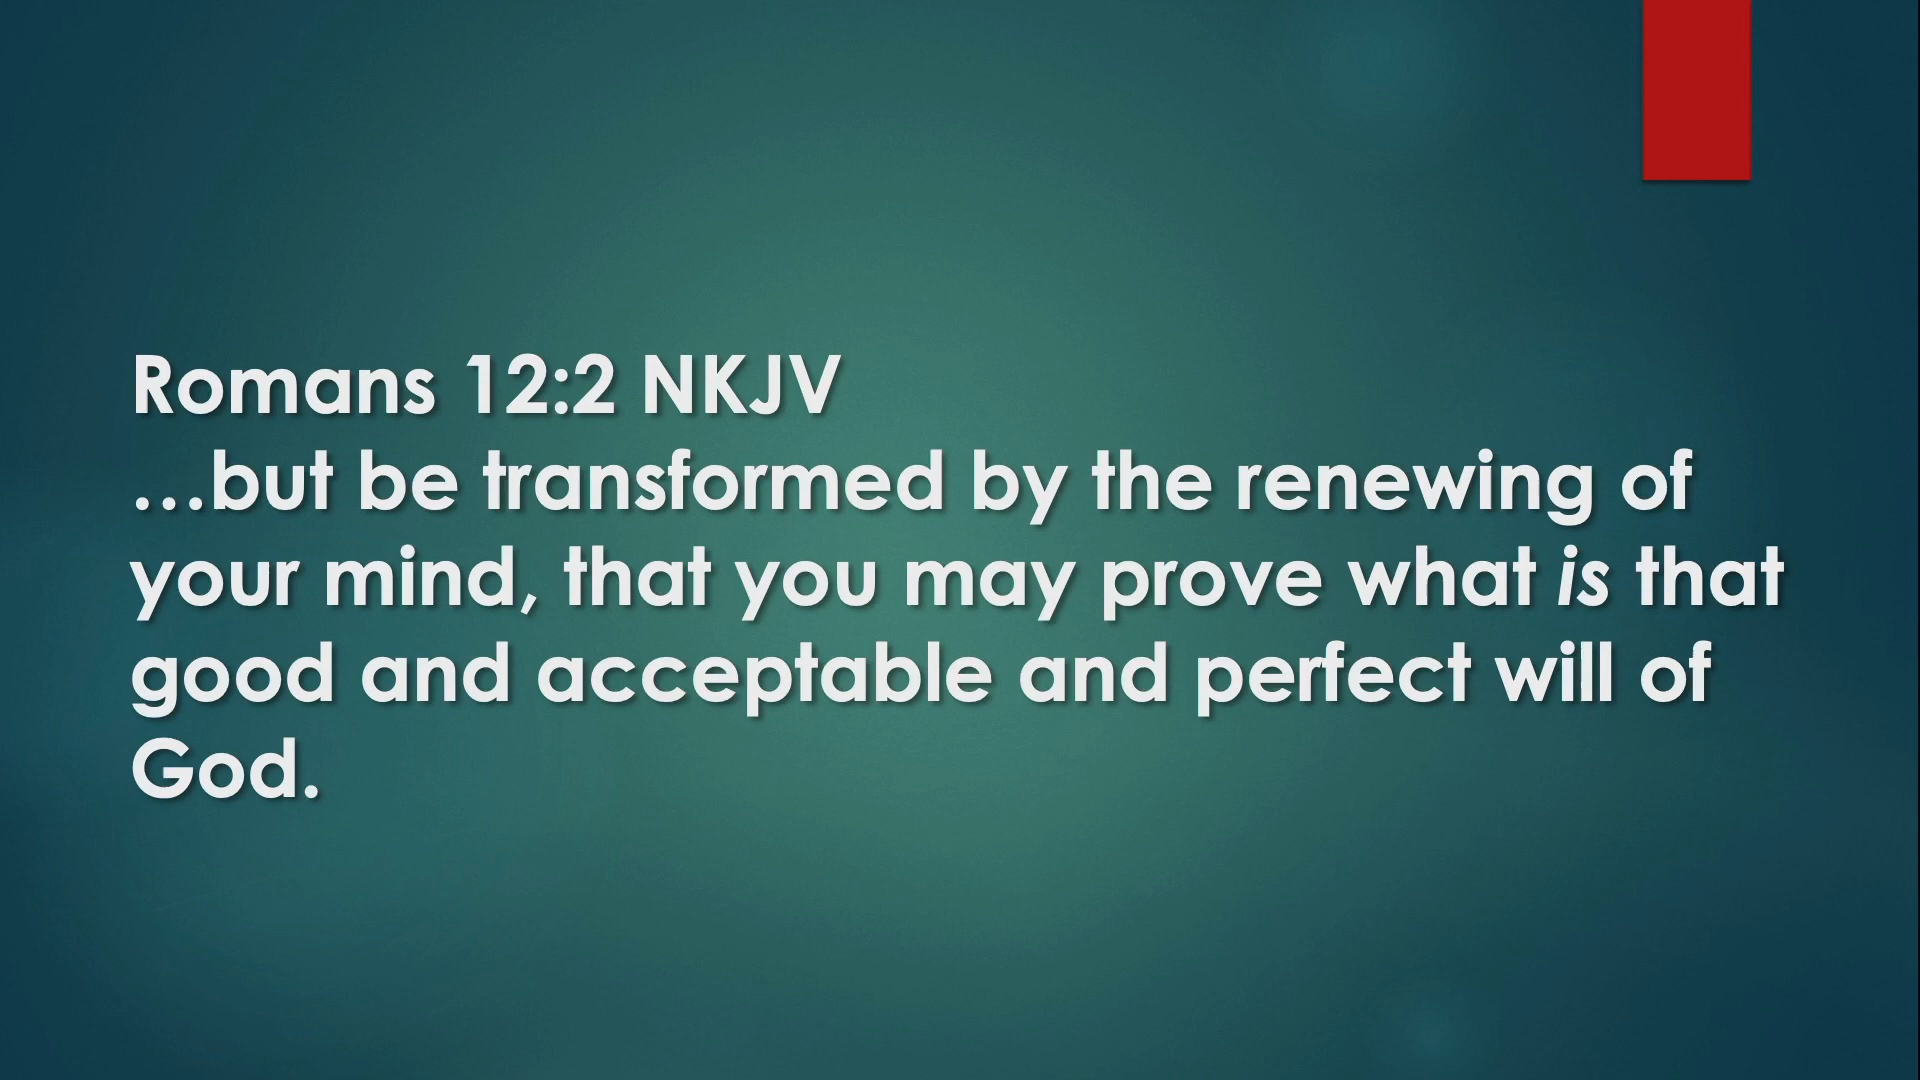 Romans 12:2 NKJV
…but be transformed by the renewing of
your mind, that you may prove what is that
good and acceptable and perfect will of
God.